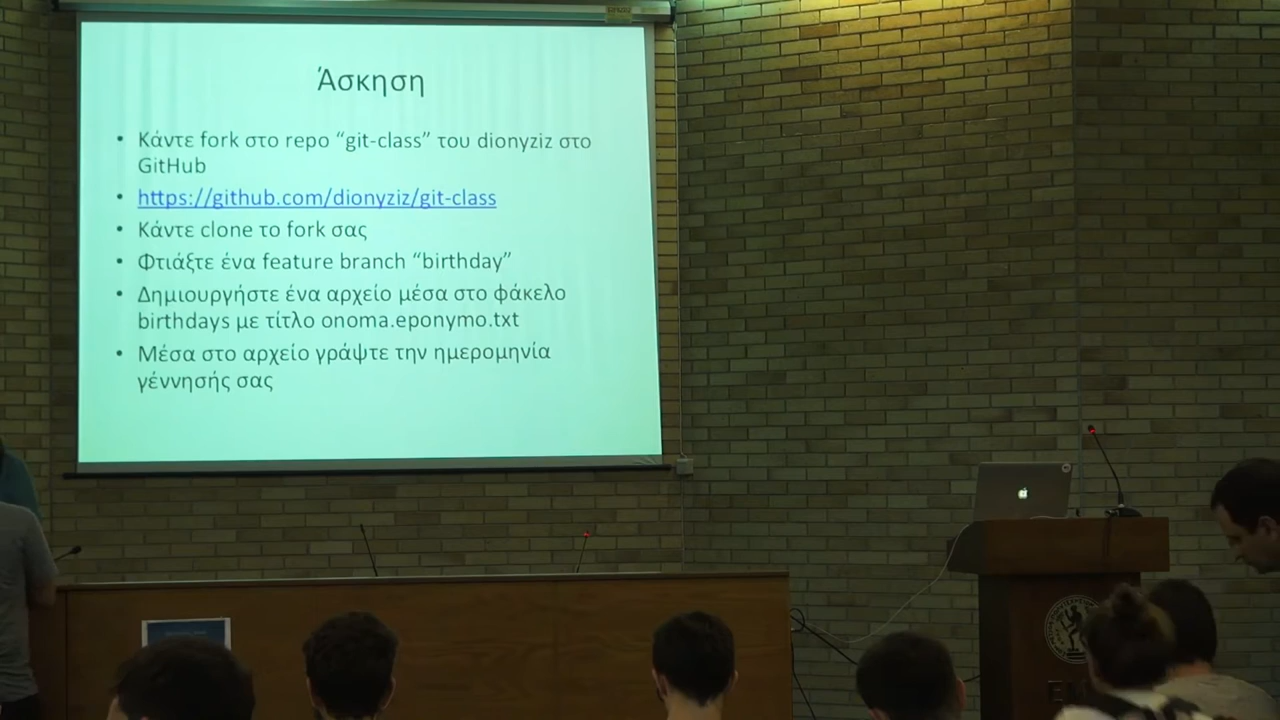 Άσκηση
• Κάντε fork στο repo “git-class” του dionyziz στο
GitHub
• https://github.com/dionyziz/git-class
• Κάντε clone το fork σας
• Φτιάξτε ένα feature branch “birthday”
• Δημιουργήστε ένα αρχείο μέσα στο φάκελο
birthdays με τίτλο onoma.eponymo.txt
• Μέσα στο αρχείο γράψτε την ημερομηνία
γέννησής σας